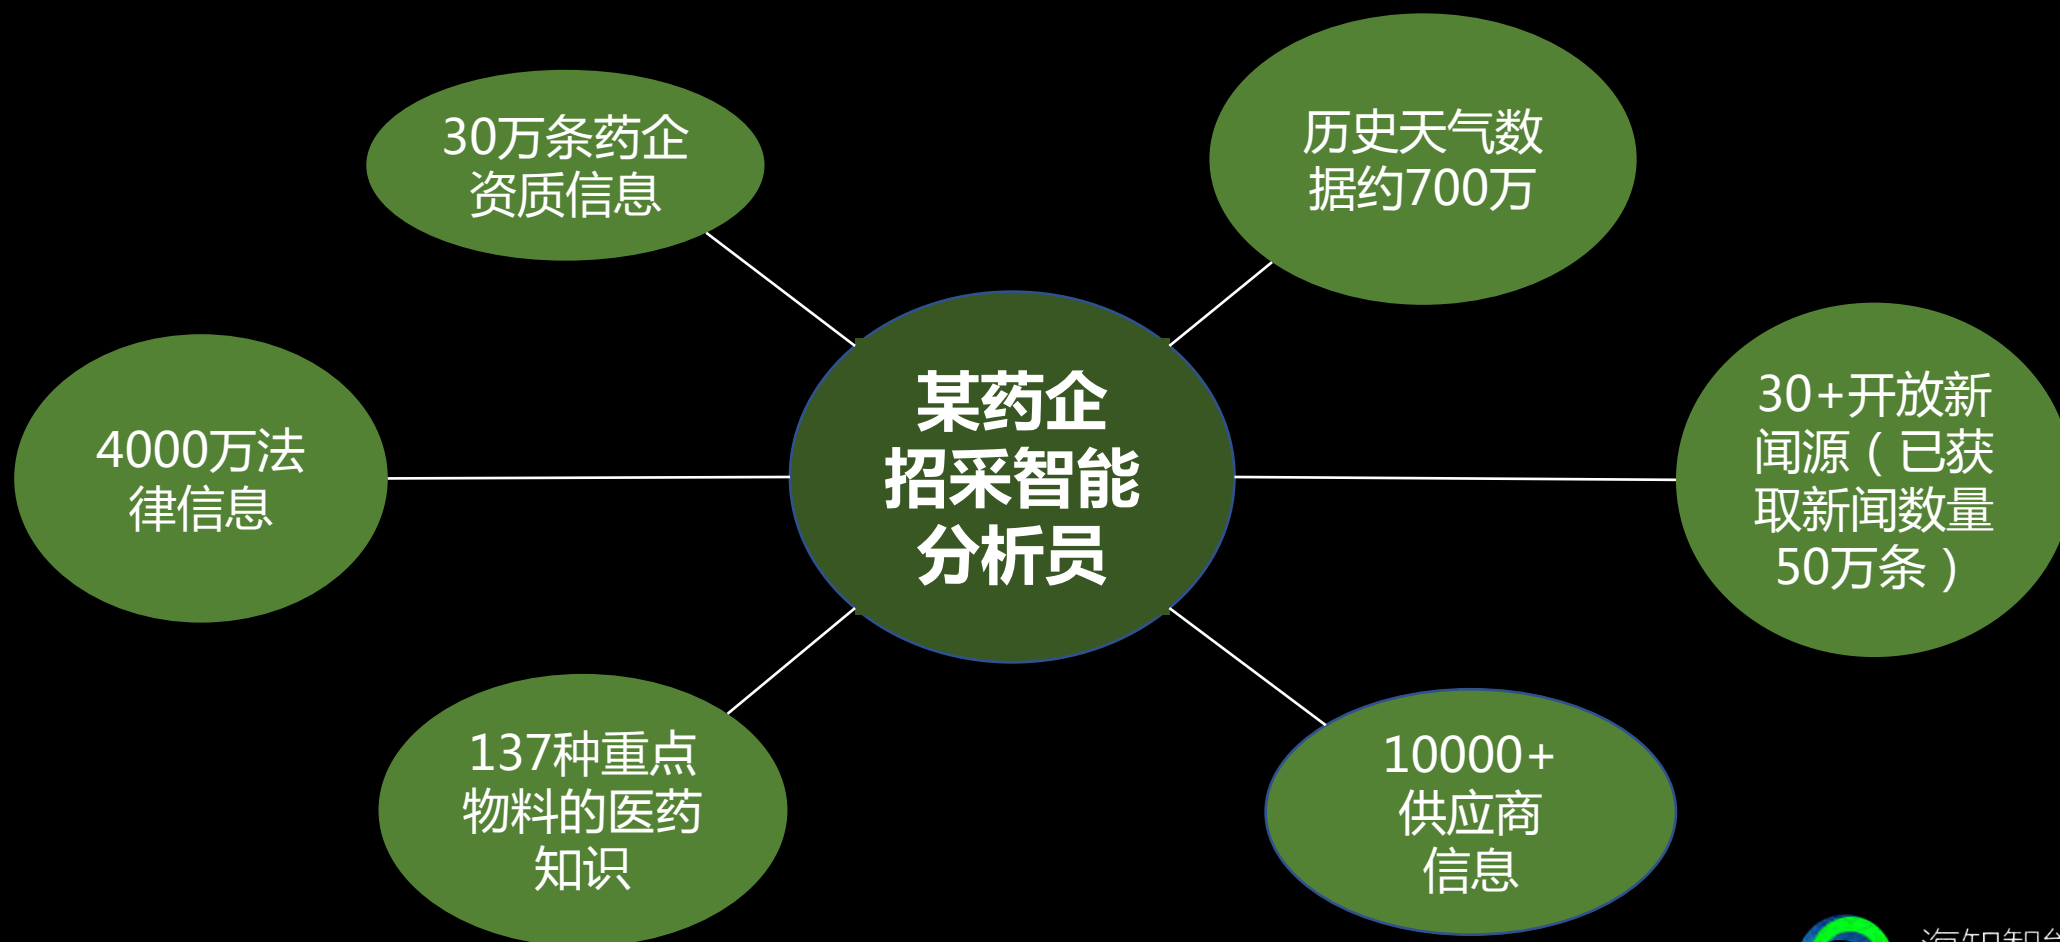 30万条药企
资质信息
历史天气数
据约700万
4000万法
律信息
某药企
招采智能
分析员
30+开放新
闻源（已获
取新闻数量
50万条）
137种重点
物料的医药
知识
10000+
供应商
信息